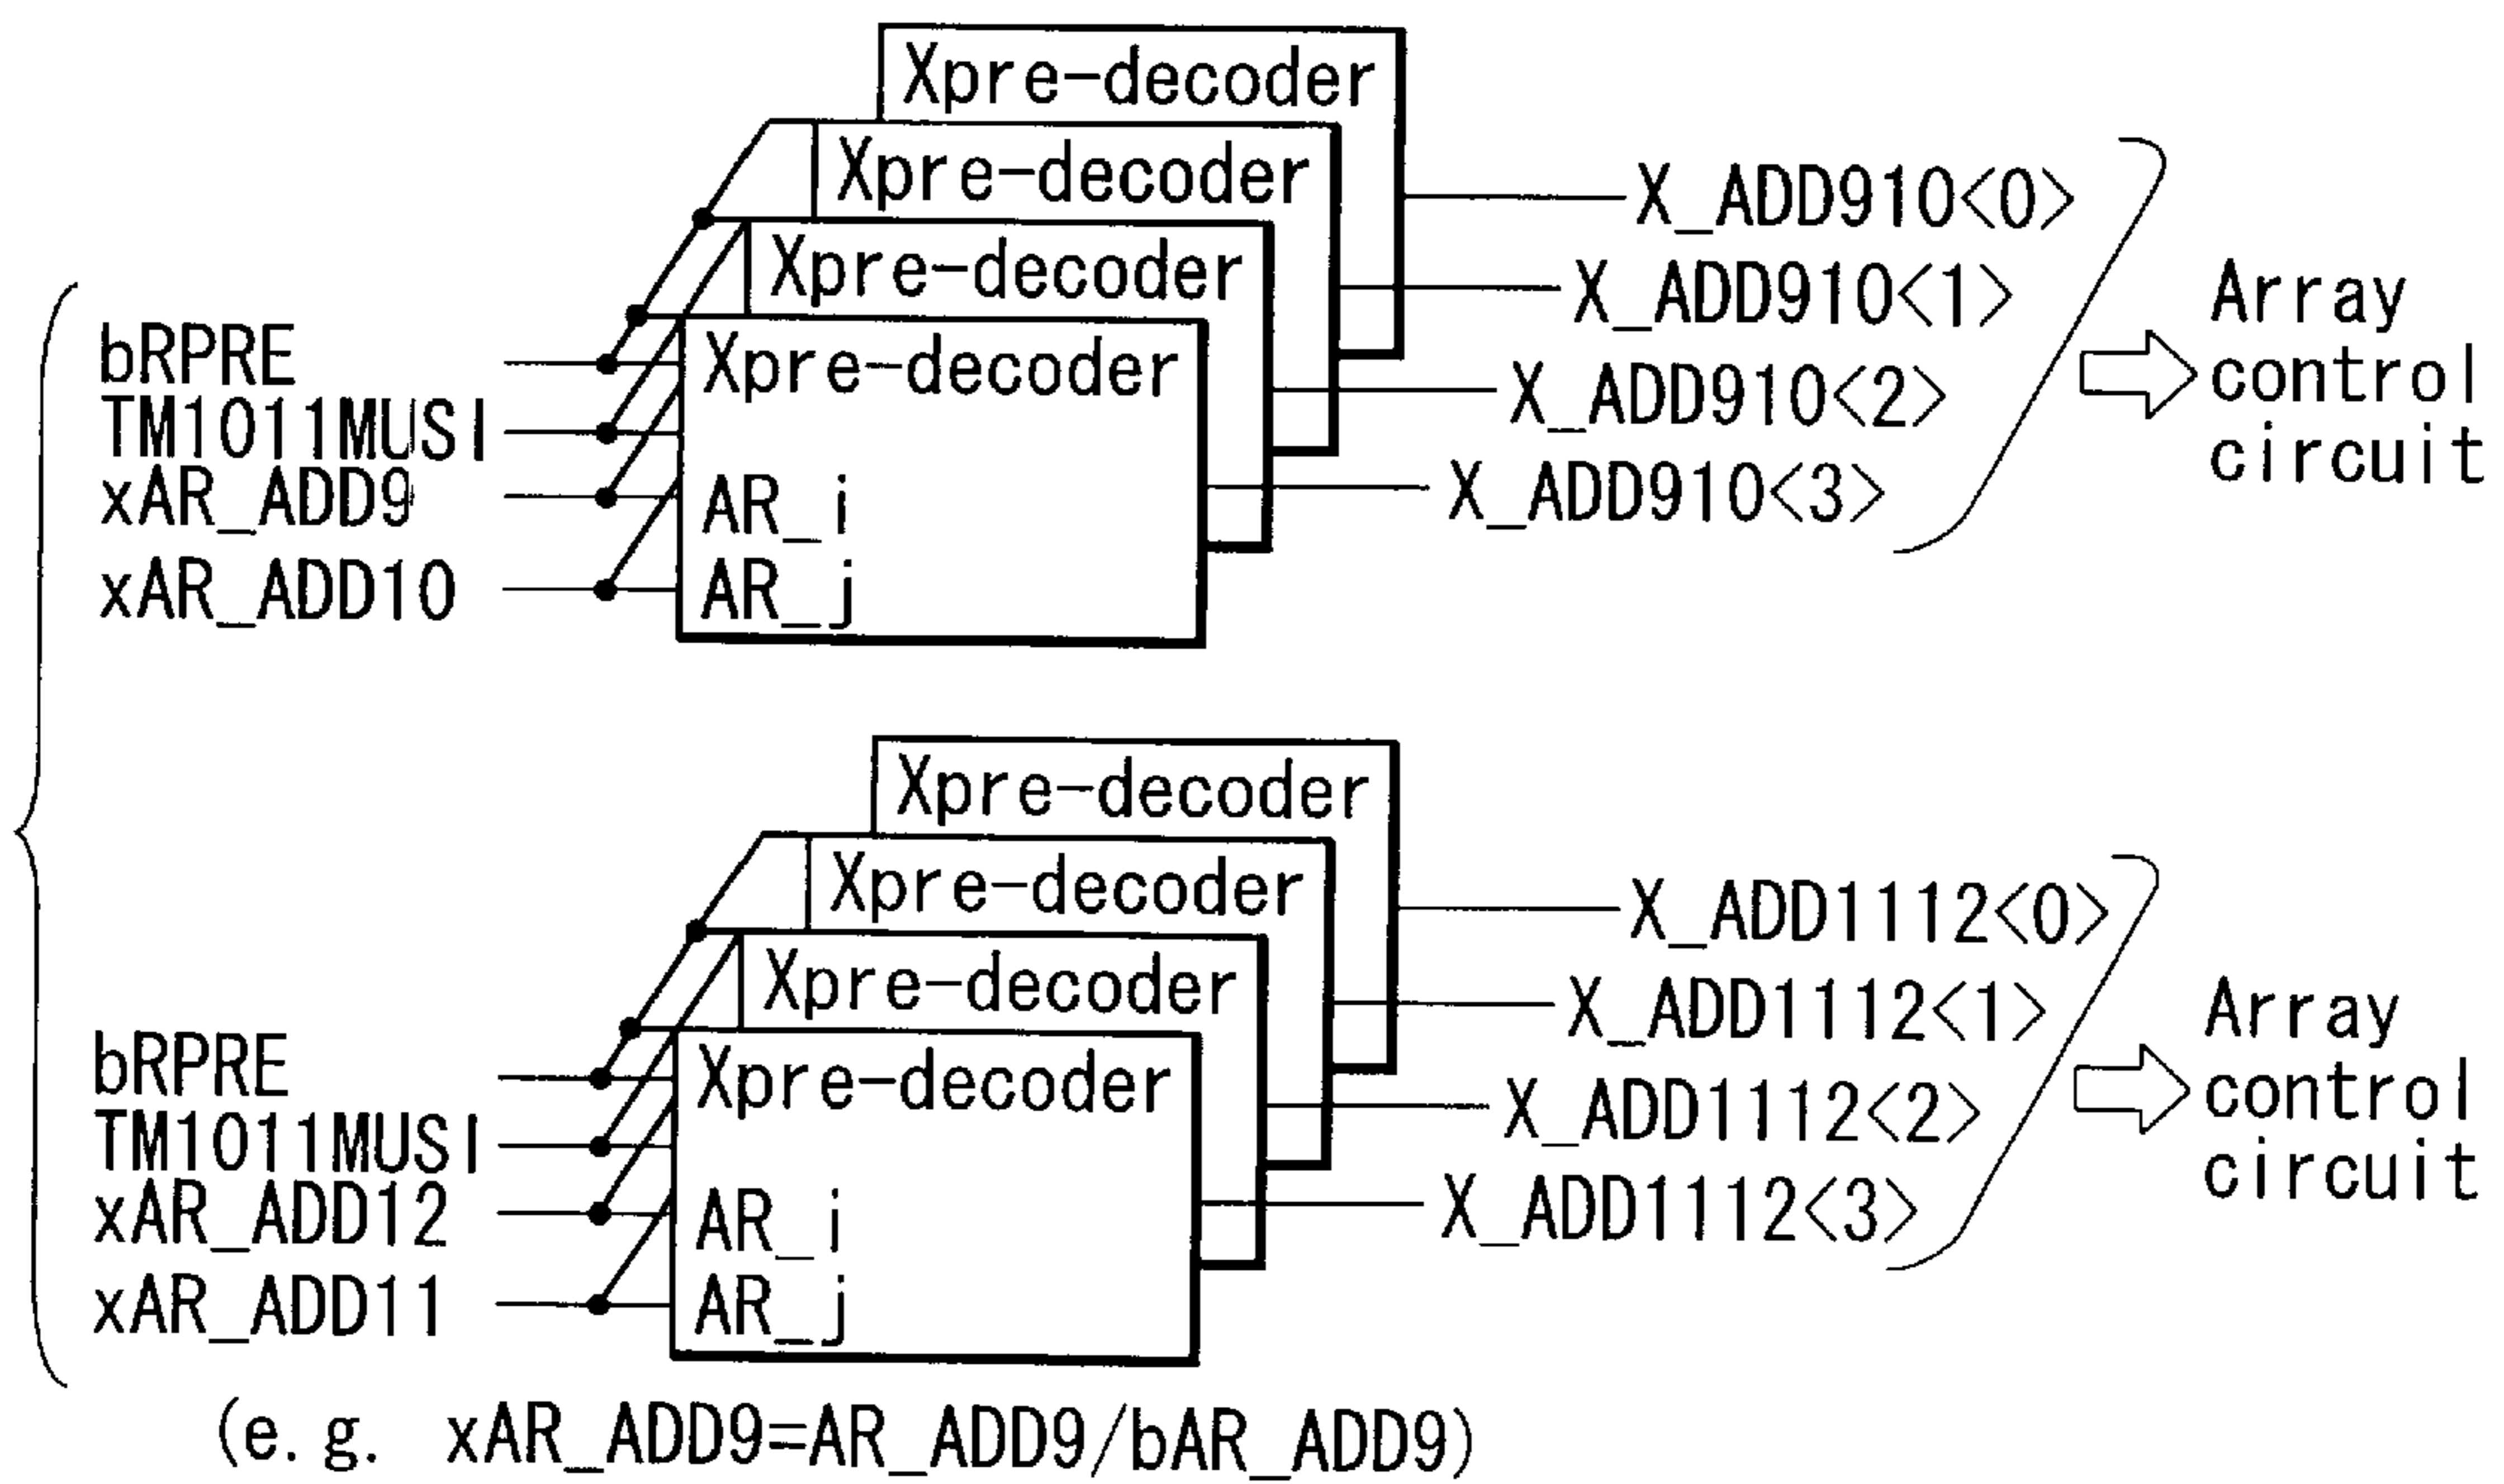 Xpre-decoder
Xpre-decoder
Xpre-decoder
Xpre-decoder
bRPRE
TM1011MUSI
xAR_ADD9
xAR_ADD10
AR_i
AR_j
X_ADD910<0>
X_ADD910<1>
X_ADD910<2>
X_ADD910<3>
Array
control
circuit
Xpre-decoder
Xpre-decoder
Xpre-decoder
Xpre-decoder
bRPRE
TM1011MUSI
xAR_ADD12
xAR_ADD11
AR_i
AR_j
X_ADD1112<0>
X_ADD1112<1>
X_ADD1112<2>
X_ADD1112<3>
Array
control
circuit
(e.g. xAR_ADD9=AR_ADD9/bAR_ADD9)